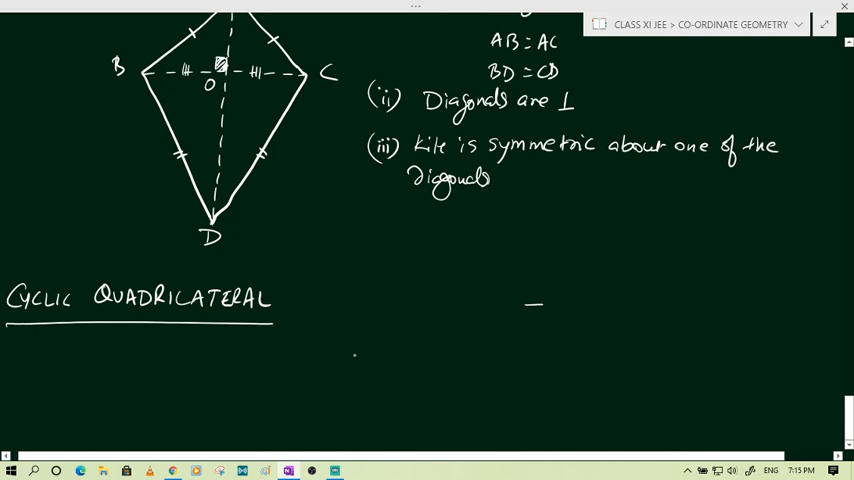 CLASS XI JEE > CO-ORDINATE GEOMETRY
AB = AC
BD = CD
B
C
O
(ii) Diagonals are ⊥
(iii) Kite is symmetric about one of the
Diagonals
D
CYCLIC QUADRILATERAL
ENG 7:15 PM